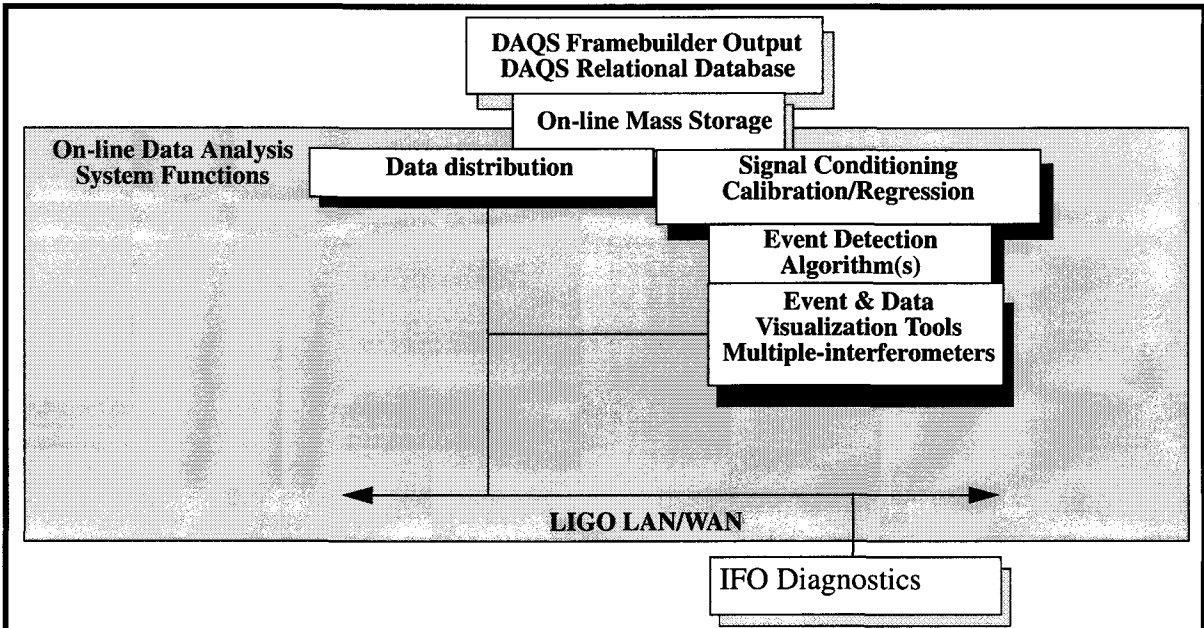 DAQS Framebuilder Output
DAQS Relational Database
On-line Mass Storage
On-line Data Analysis
System Functions
Data distribution
Signal Conditioning
Calibration/Regression
Event Detection
Algorithm(s)
Event & Data
Visualization Tools
Multiple-interferometers
LIGO LAN/WAN
IFO Diagnostics